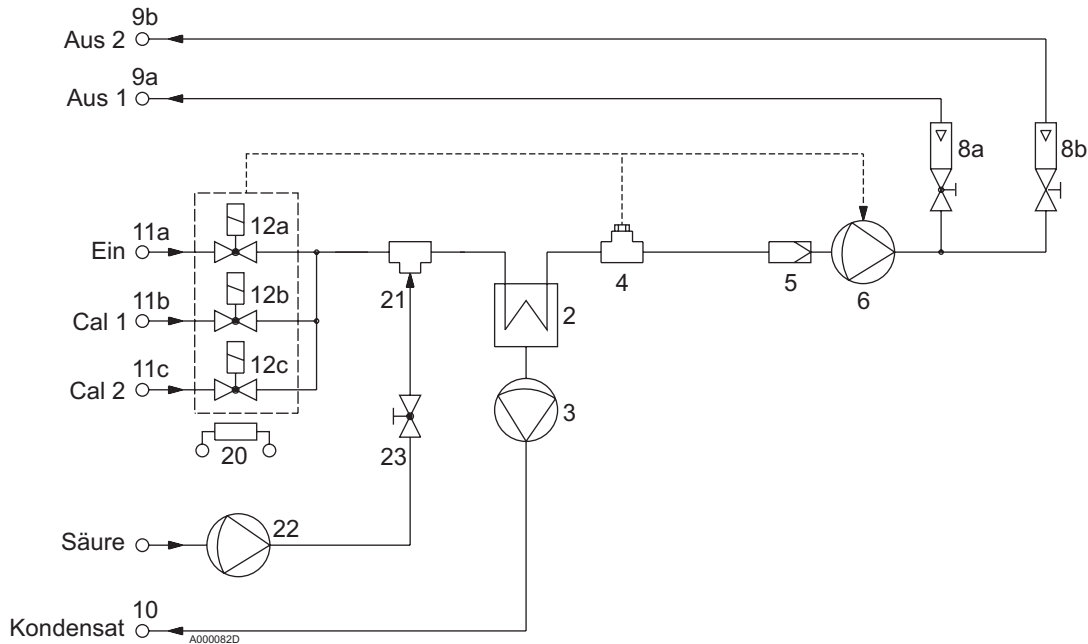 9b
Aus 2
9a
Aus 1
8a
8b
12a
11a
Ein
21
4
5
6
12b
11b
Cal 1
2
12c
11c
Cal 2
3
20
23
22
Säure
10
Kondensat
A000082D